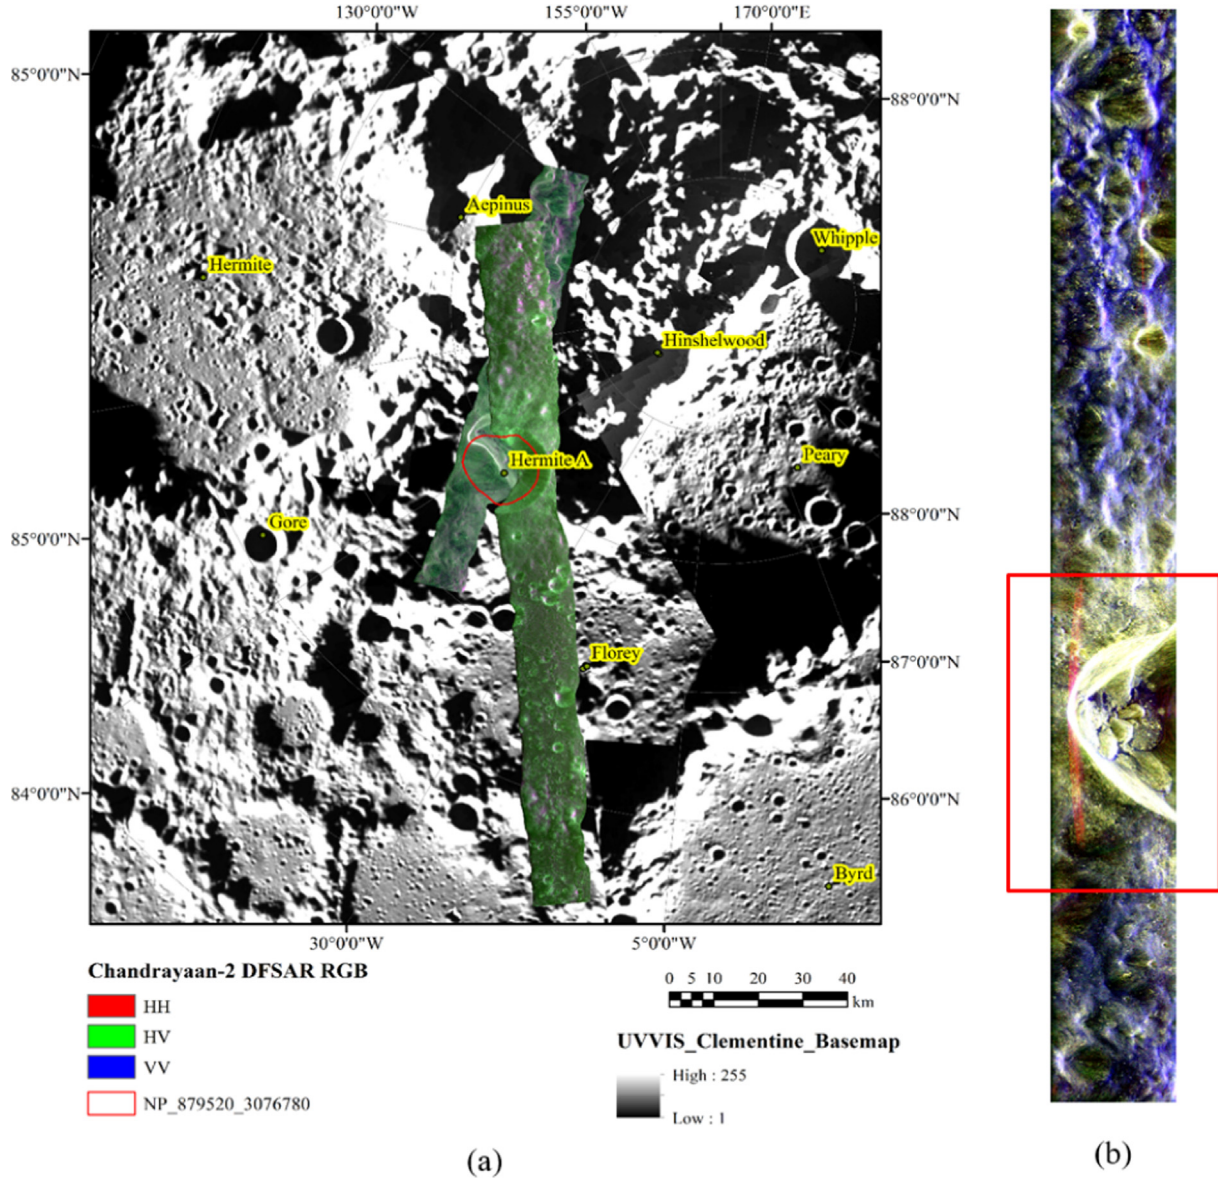 130°0'0"W
155°0'0"W
170°0'0"E
85°0'0"N
88°0'0"N
Aepinus
Whipple
Hermite
Hinshelwood
Hermite A
Peary
Gore
85°0'0"N
88°0'0"N
Florey
87°0'0"N
84°0'0"N
86°0'0"N
Byrd
30°0'0"W
5°0'0"W
Chandrayaan-2 DFSAR RGB
HH
HV
VV
NP_879520_3076780
0 5 10 20 30 40
km
UVVIS_Clementine_Basemap
High : 255
Low : 1
(a)
(b)